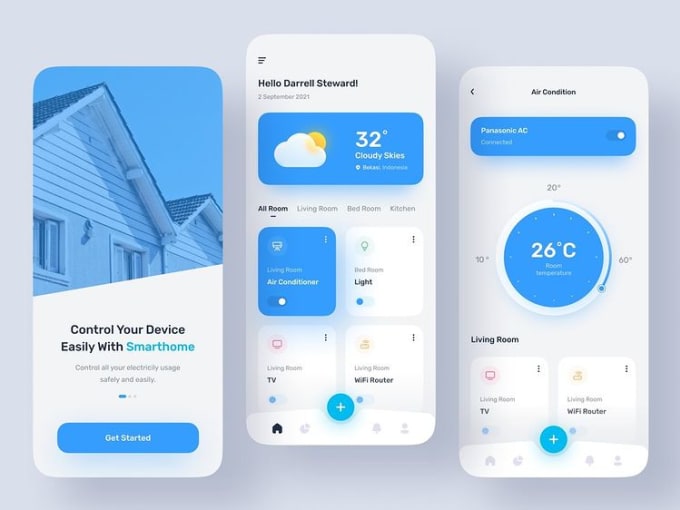 Control Your Device
Easily With Smarthome
Control all your electricity usage
safely and easily.
Get Started
Hello Darrell Steward!
2 September 2021
32°
Cloudy Skies
Bekasi, Indonesia
All Room Living Room Bed Room Kitchen
Living Room
Air Conditioner
Bed Room
Light
Living Room
TV
Living Room
WiFi Router
+
Air Condition
Panasonic AC
Connected
20°
10°
26°C
Room
temperature
60°
Living Room
Living Room
TV
Living Room
WiFi Router
+